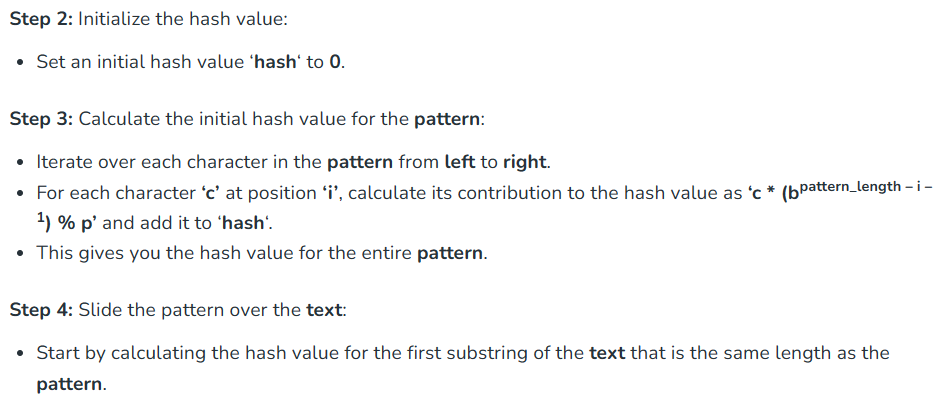 Step 2: Initialize the hash value:
• Set an initial hash value ‘hash‘ to 0.
Step 3: Calculate the initial hash value for the pattern:
• Iterate over each character in the pattern from left to right.
• For each character ‘c’ at position ‘i’, calculate its contribution to the hash value as ‘c * (b^pattern_length – i –
^1) % p’ and add it to ‘hash‘.
• This gives you the hash value for the entire pattern.
Step 4: Slide the pattern over the text:
• Start by calculating the hash value for the first substring of the text that is the same length as the
pattern.